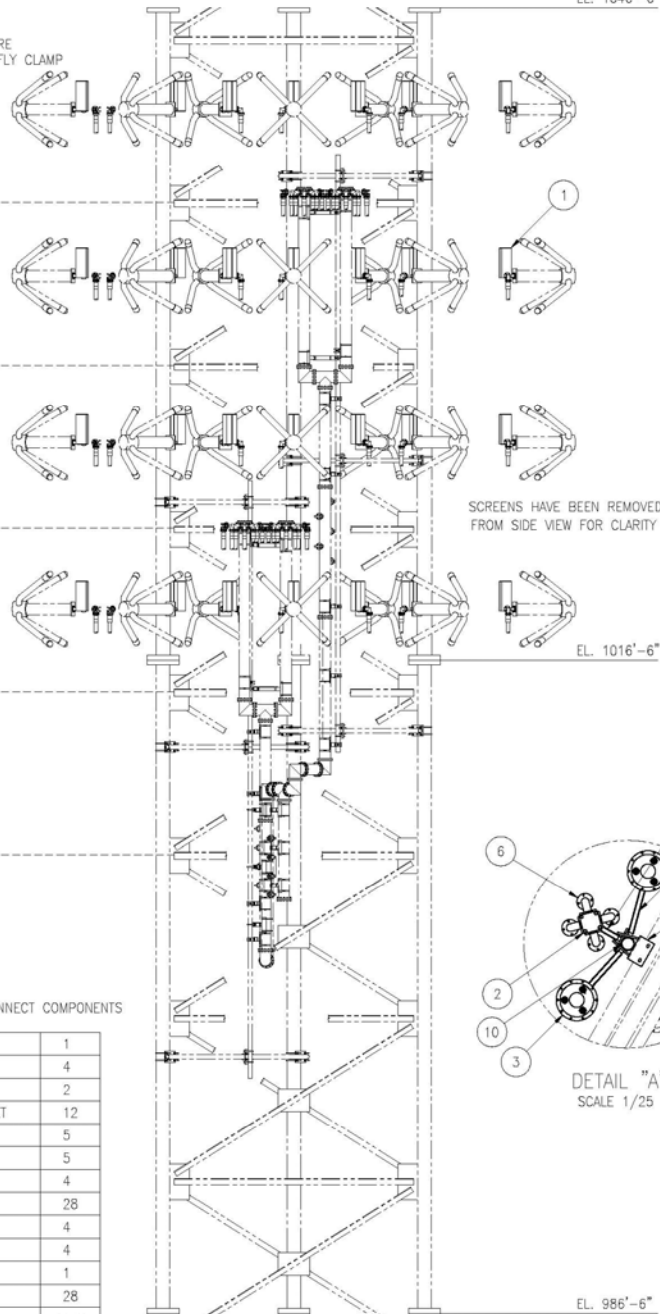 RE
FLY CLAMP
1
SCREENS HAVE BEEN REMOVED
FROM SIDE VIEW FOR CLARITY
EL. 1016'-6"
6
2
10
3
DETAIL "A"
SCALE 1/25
NNECT COMPONENTS
1
4
2
T 12
5
5
4
28
4
4
1
28
EL. 986'-6"